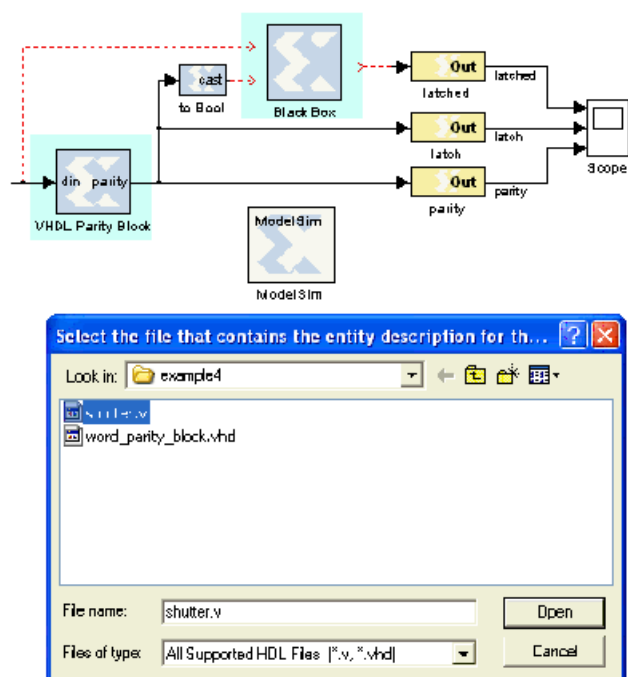 Out
latched
latched
cast
to Bool
Black Box
Out
latch
latch
Scope
din parity
Out
parity
parity
VHDL Parity Block
ModelSim
ModelSim
Select the file that contains the entity description for th...
Look in: example4
shutter.v
word_parity_block.vhd
File name: shutter.v
Open
Files of type: All Supported HDL Files (*.v, *.vhd)
Cancel